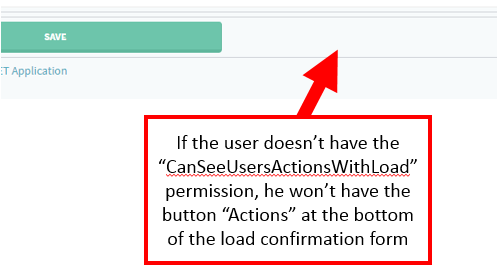 SAVE
ET Application
If the user doesn’t have the
“CanSeeUsersActionsWithLoad”
permission, he won’t have the
button “Actions” at the bottom
of the load confirmation form